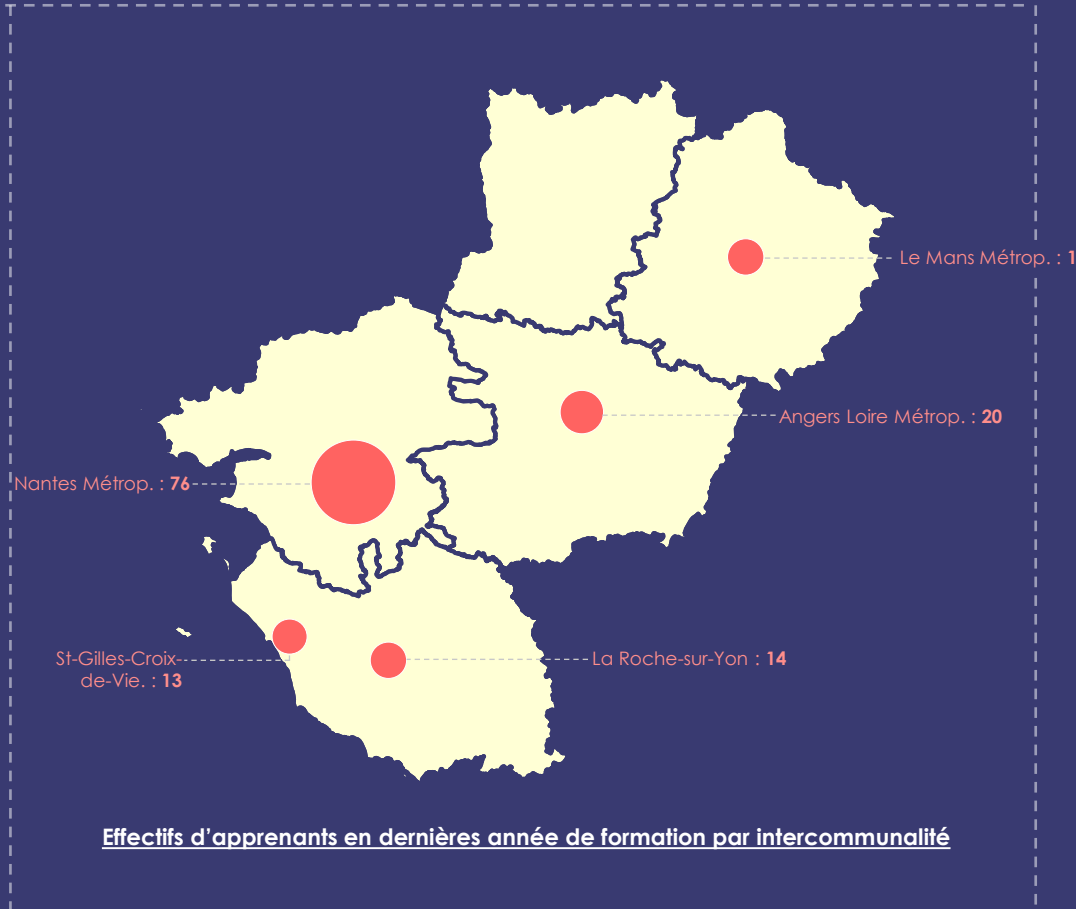 Le Mans Métrop. : 1
Angers Loire Métrop. : 20
Nantes Métrop. : 76
St-Gilles-Croix-
de-Vie. : 13
La Roche-sur-Yon : 14
Effectifs d’apprenants en dernières année de formation par intercommunalité